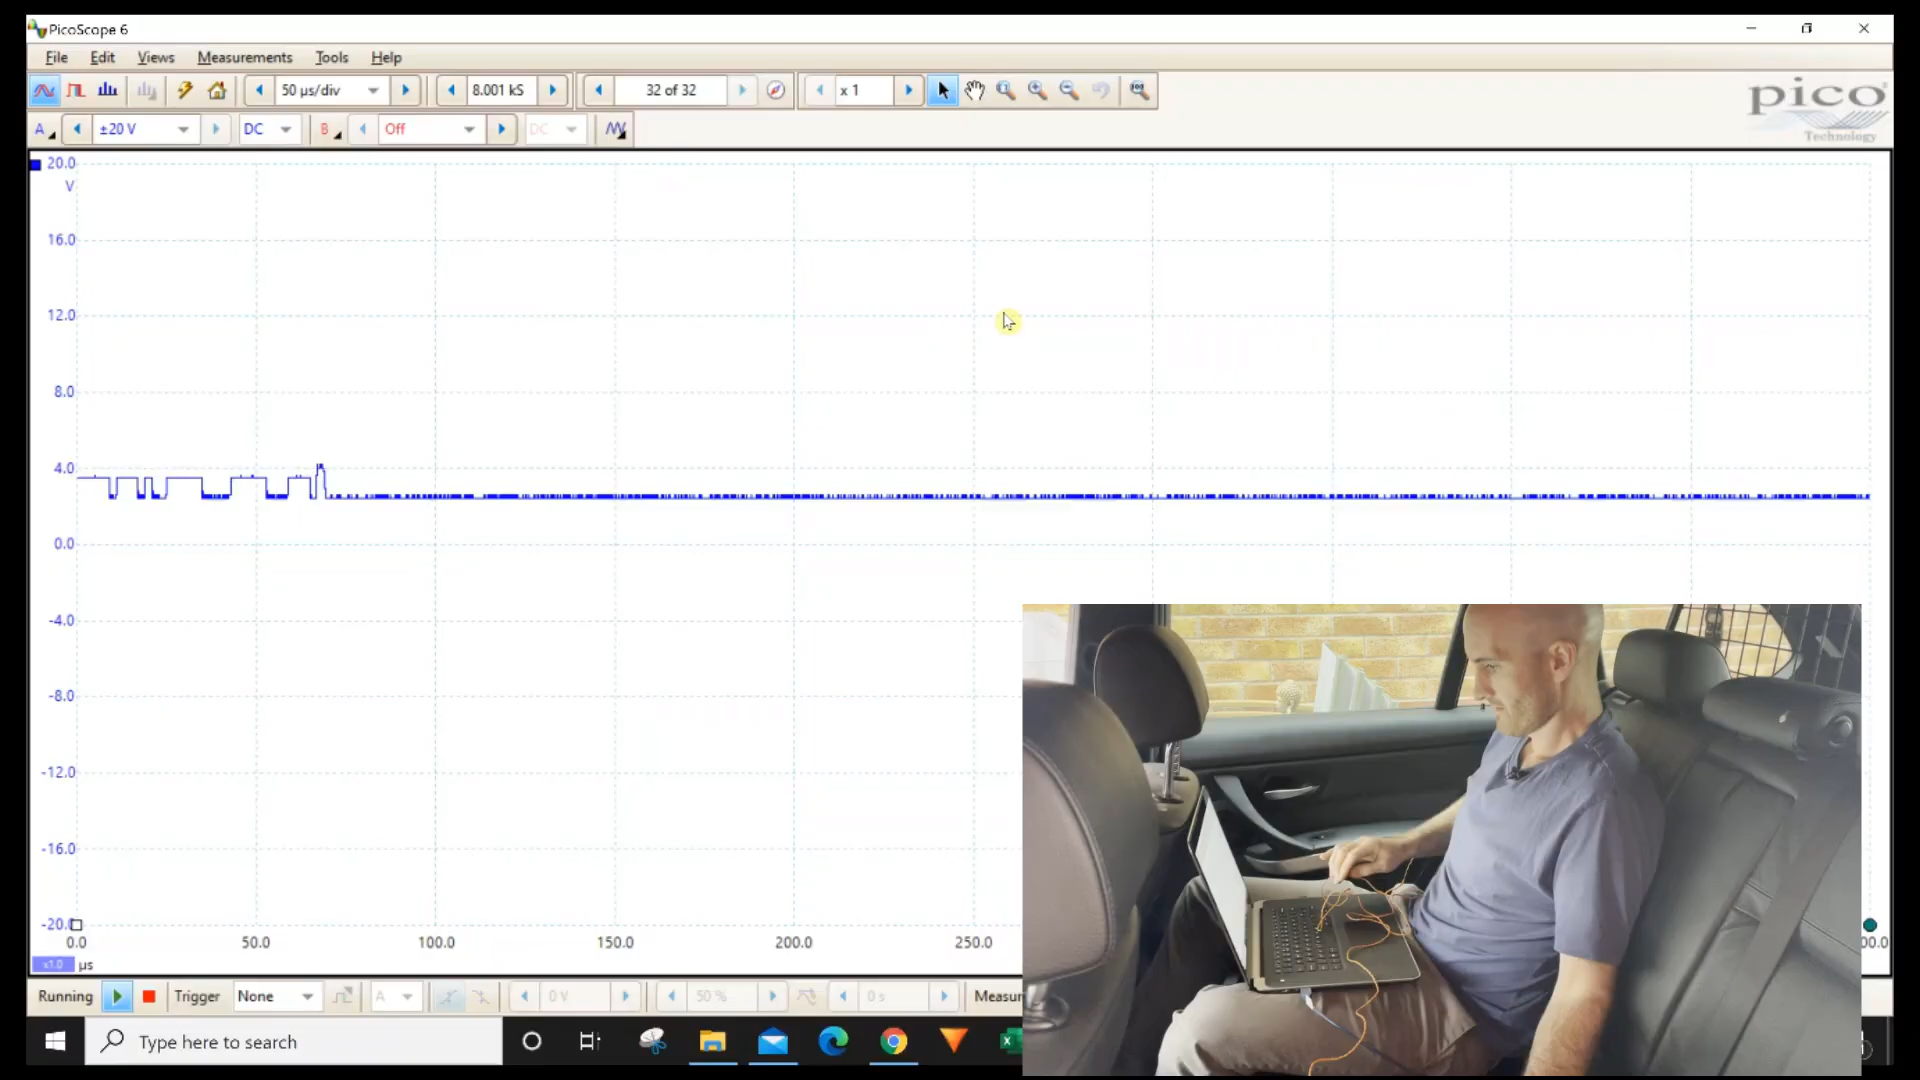 PicoScope 6
File Edit Views Measurements Tools Help
50 µs/div 8.001 kS 32 of 32 x 1
pico
Technology
A ±20 V DC B Off DC
20.0
V
16.0
12.0
8.0
4.0
0.0
-4.0
-8.0
-12.0
-16.0
-20.0
0.0 50.0 100.0 150.0 200.0 250.0 00.0
x1.0 µs
Running Trigger None A 0 V 50 % 0 s Measur
Type here to search